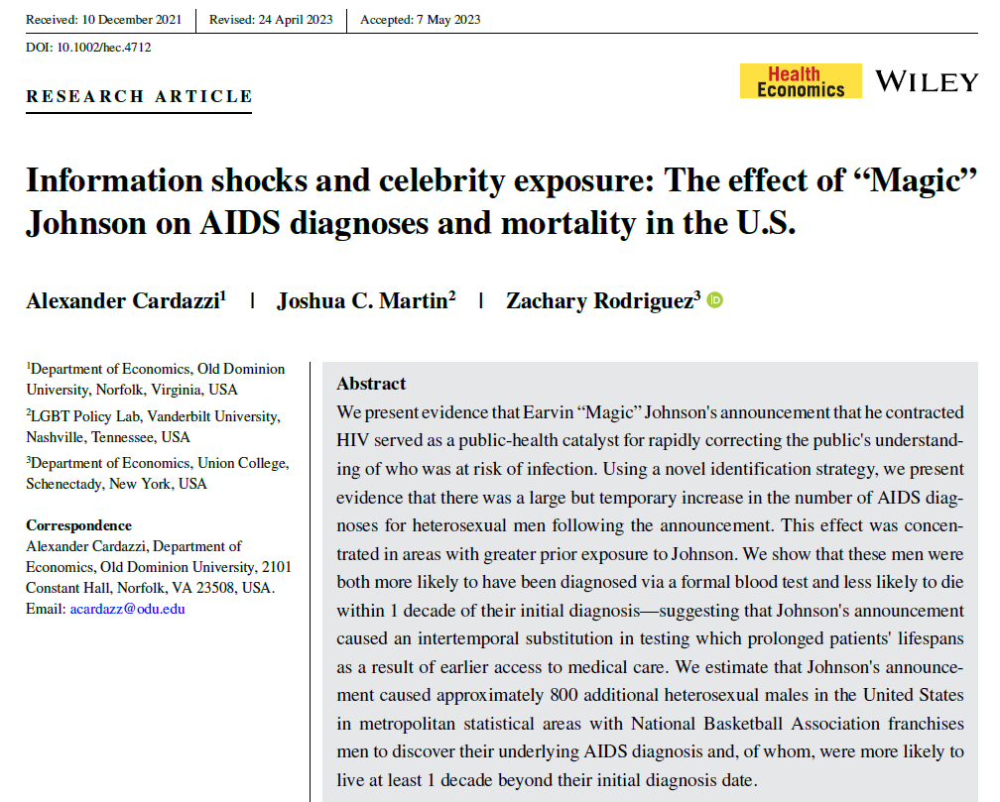 Received: 10 December 2021 | Revised: 24 April 2023 | Accepted: 7 May 2023
DOI: 10.1002/hec.4712
Health
Economics WILEY
RESEARCH ARTICLE
Information shocks and celebrity exposure: The effect of “Magic”
Johnson on AIDS diagnoses and mortality in the U.S.
Alexander Cardazzi1 | Joshua C. Martin2 | Zachary Rodriguez3 iD
1Department of Economics, Old Dominion
University, Norfolk, Virginia, USA
2LGBT Policy Lab, Vanderbilt University,
Nashville, Tennessee, USA
3Department of Economics, Union College,
Schenectady, New York, USA
Correspondence
Alexander Cardazzi, Department of
Economics, Old Dominion University, 2101
Constant Hall, Norfolk, VA 23508, USA.
Email: acardazz@odu.edu
Abstract
We present evidence that Earvin “Magic” Johnson's announcement that he contracted
HIV served as a public-health catalyst for rapidly correcting the public's understand-
ing of who was at risk of infection. Using a novel identification strategy, we present
evidence that there was a large but temporary increase in the number of AIDS diag-
noses for heterosexual men following the announcement. This effect was concen-
trated in areas with greater prior exposure to Johnson. We show that these men were
both more likely to have been diagnosed via a formal blood test and less likely to die
within 1 decade of their initial diagnosis—suggesting that Johnson's announcement
caused an intertemporal substitution in testing which prolonged patients' lifespans
as a result of earlier access to medical care. We estimate that Johnson's announce-
ment caused approximately 800 additional heterosexual males in the United States
in metropolitan statistical areas with National Basketball Association franchises
men to discover their underlying AIDS diagnosis and, of whom, were more likely to
live at least 1 decade beyond their initial diagnosis date.